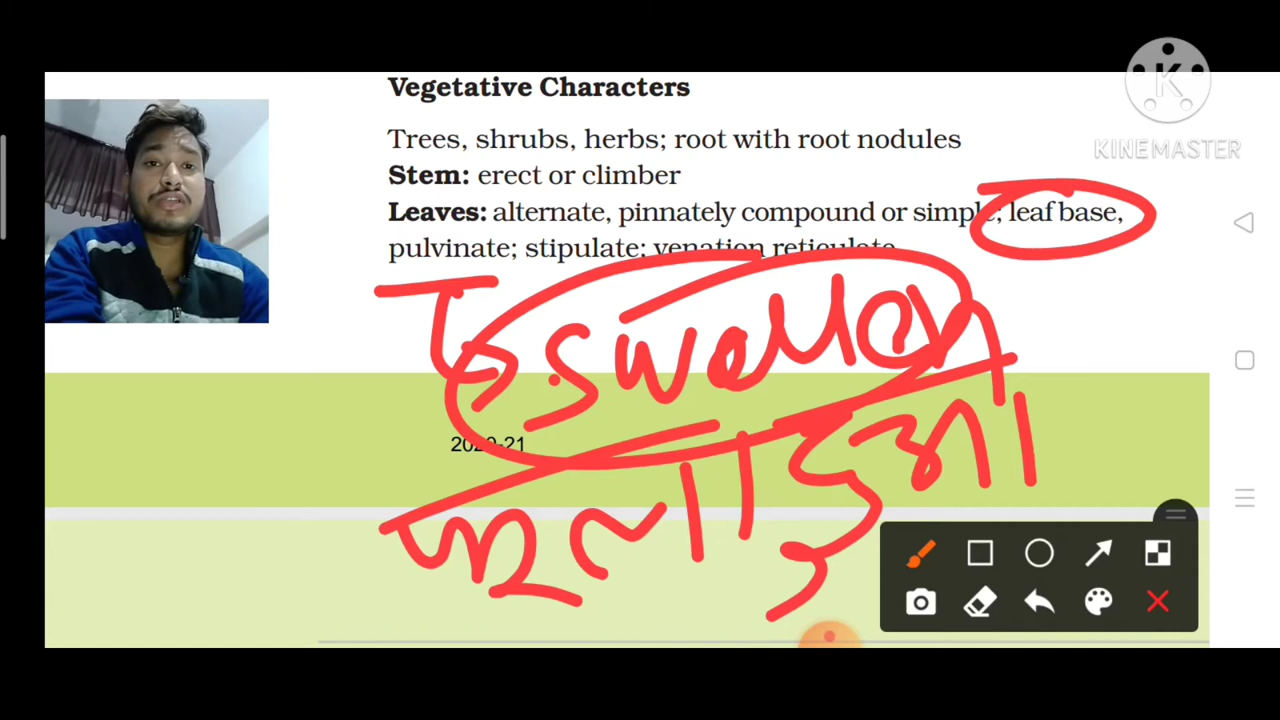 Vegetative Characters
Trees, shrubs, herbs; root with root nodules
Stem: erect or climber
Leaves: alternate, pinnately compound or simple; leaf base,
pulvinate; stipulate; venation reticulate
swollen
2020-21
फूला हुआ
KINEMASTER